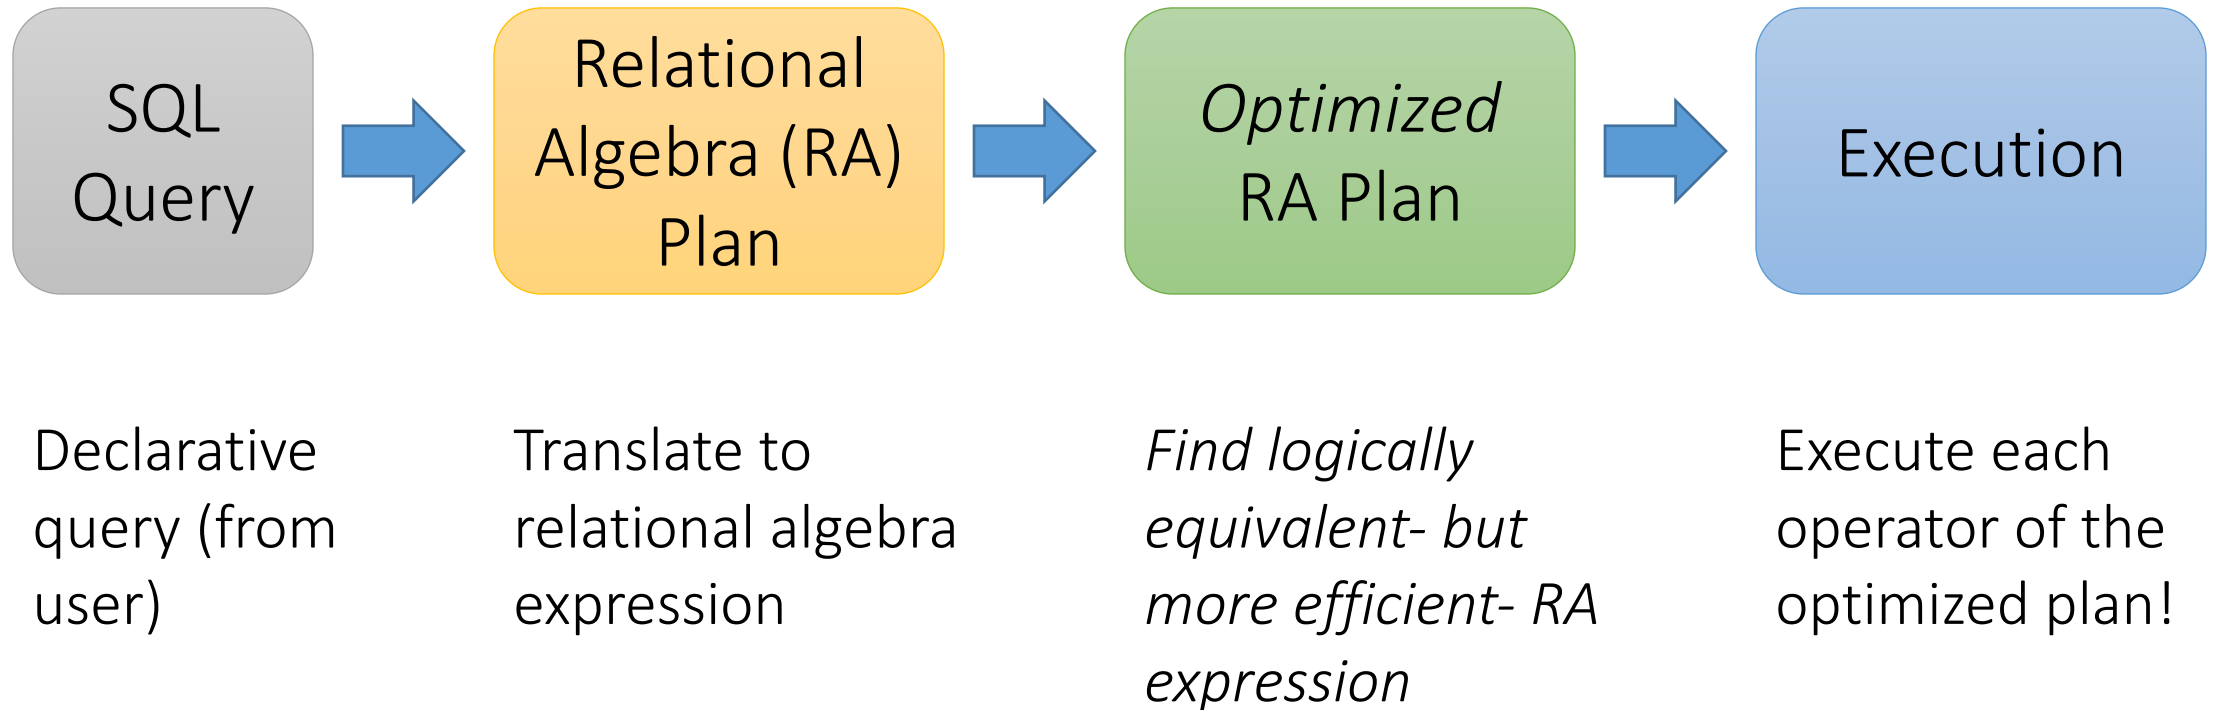 SQL
Query
Relational
Algebra (RA)
Plan
Optimized
RA Plan
Execution
Declarative
query (from
user)
Translate to
relational algebra
expression
Find logically
equivalent- but
more efficient- RA
expression
Execute each
operator of the
optimized plan!